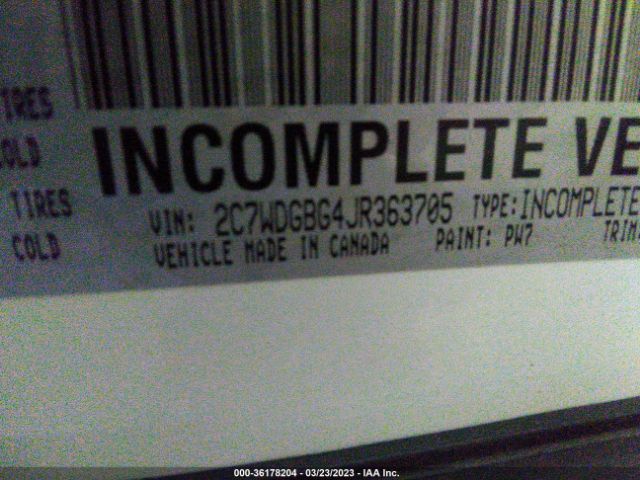 TIRES
COLD
INCOMPLETE VE
TIRES
COLD
VIN: 2C7WDGBG4JR363705 TYPE: INCOMPLETE
VEHICLE MADE IN CANADA PAINT: PW7 TRIM:
000-36178204 - 03/23/2023 - IAA Inc.